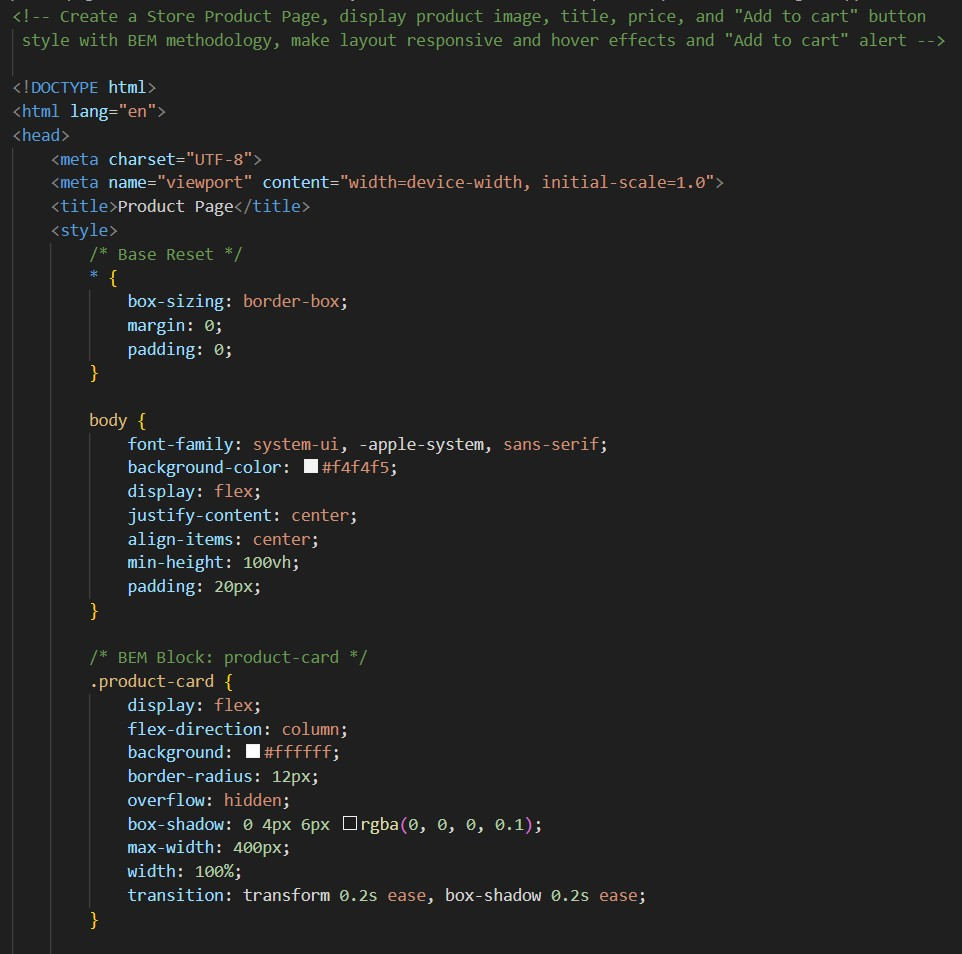 <!-- Create a Store Product Page, display product image, title, price, and "Add to cart" button
style with BEM methodology, make layout responsive and hover effects and "Add to cart" alert -->
<!DOCTYPE html>
<html lang="en">
<head>
<meta charset="UTF-8">
<meta name="viewport" content="width=device-width, initial-scale=1.0">
<title>Product Page</title>
<style>
/* Base Reset */
* {
box-sizing: border-box;
margin: 0;
padding: 0;
}
body {
font-family: system-ui, -apple-system, sans-serif;
background-color: #f4f4f5;
display: flex;
justify-content: center;
align-items: center;
min-height: 100vh;
padding: 20px;
}
/* BEM Block: product-card */
.product-card {
display: flex;
flex-direction: column;
background: #ffffff;
border-radius: 12px;
overflow: hidden;
box-shadow: 0 4px 6px rgba(0, 0, 0, 0.1);
max-width: 400px;
width: 100%;
transition: transform 0.2s ease, box-shadow 0.2s ease;
}